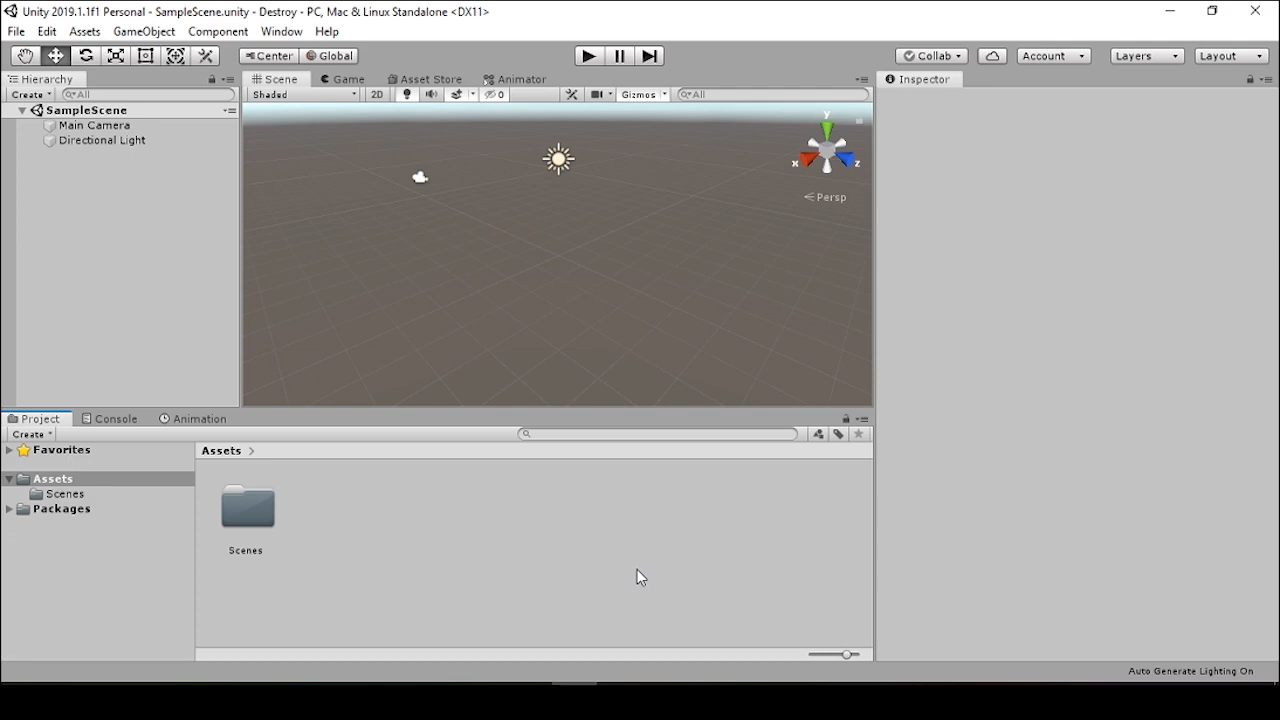 Unity 2019.1.1f1 Personal - SampleScene.unity - Destroy - PC, Mac & Linux Standalone <DX11>
File Edit Assets GameObject Component Window Help
Center Global Collab Account Layers Layout
Hierarchy Scene Game Asset Store Animator Inspector
Create All Shaded 2D 0 Gizmos All
SampleScene
Main Camera
Directional Light
y
x z
Persp
Project Console Animation
Create
Favorites Assets
Assets
Scenes
Packages
Scenes
Auto Generate Lighting On